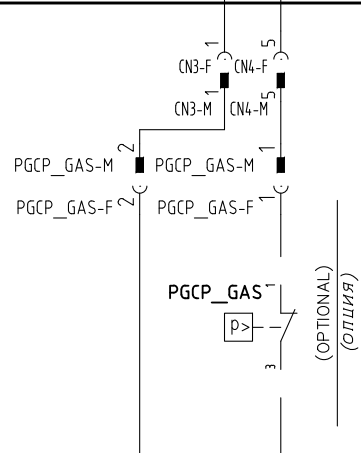 1 5
CN3-F CN4-F
1 5
CN3-M CN4-M
2 1
PGCP_GAS-M PGCP_GAS-M
PGCP_GAS-F PGCP_GAS-F
2 1
PGCP_GAS 1
p>
3
(OPTIONAL)
(ОПЦИЯ)